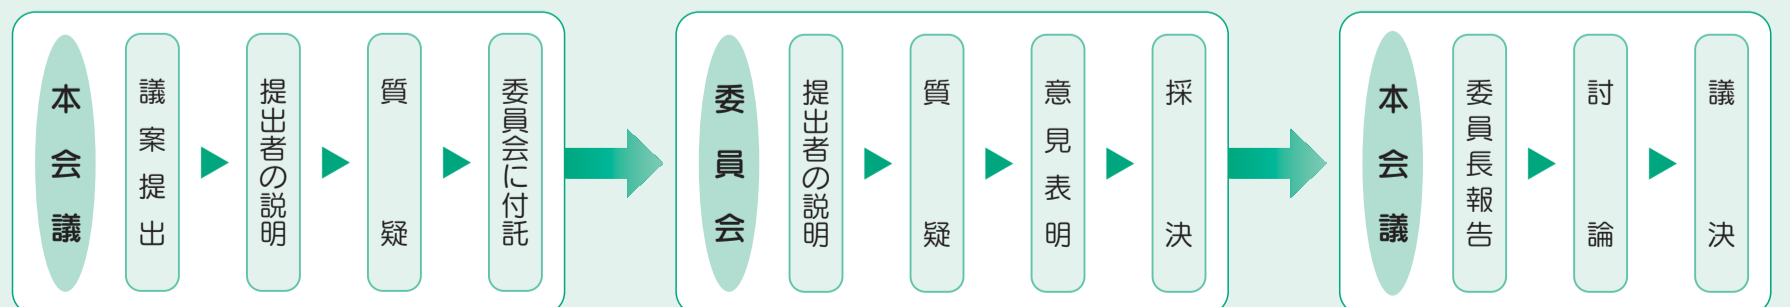 本会議
議案提出
提出者の説明
質疑
委員会に付託
委員会
提出者の説明
質疑
意見表明
採決
本会議
委員長報告
討論
議決